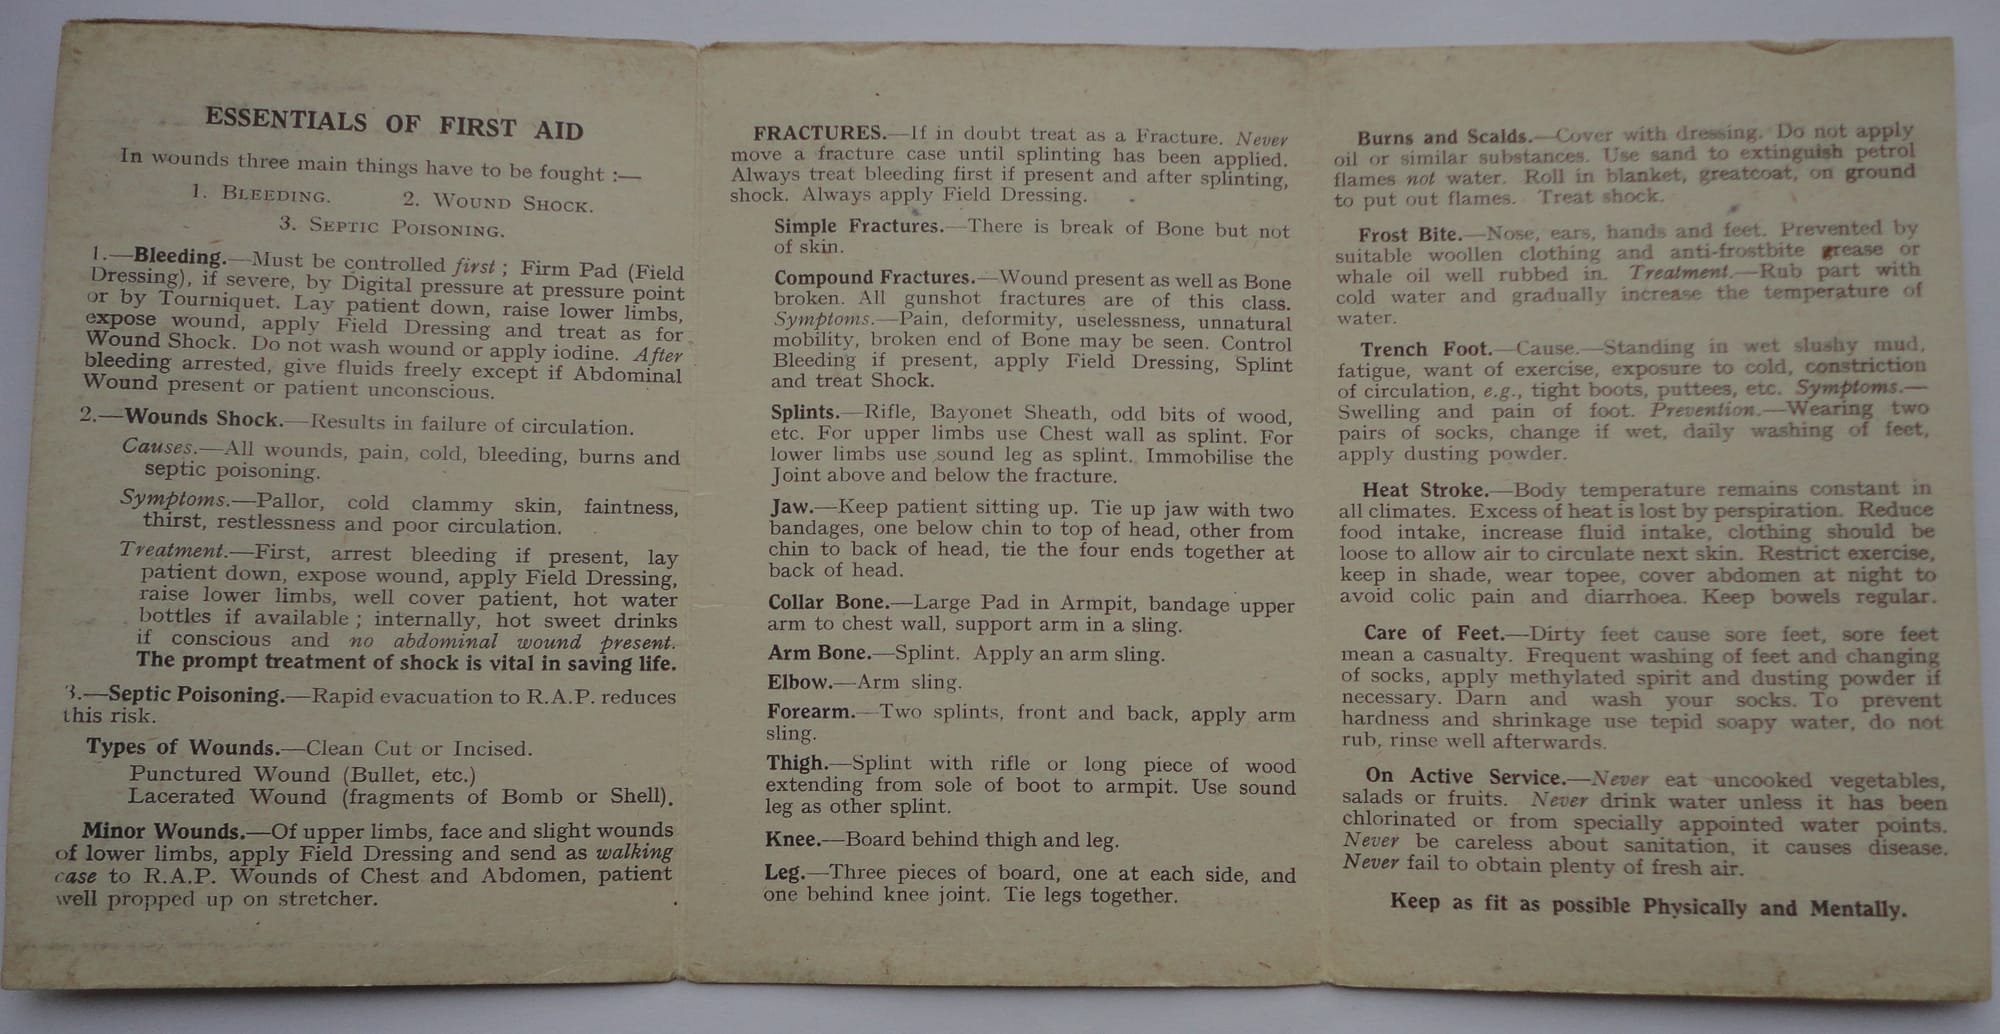 ESSENTIALS OF FIRST AID
In wounds three main things have to be fought :—
1. BLEEDING. 2. WOUND SHOCK.
3. SEPTIC POISONING.
1.—Bleeding.—Must be controlled first ; Firm Pad (Field
Dressing), if severe, by Digital pressure at pressure point
or by Tourniquet. Lay patient down, raise lower limbs,
expose wound, apply Field Dressing and treat as for
Wound Shock. Do not wash wound or apply iodine. After
bleeding arrested, give fluids freely except if Abdominal
Wound present or patient unconscious.
2.—Wounds Shock.—Results in failure of circulation.
Causes.—All wounds, pain, cold, bleeding, burns and
septic poisoning.
Symptoms.—Pallor, cold clammy skin, faintness,
thirst, restlessness and poor circulation.
Treatment.—First, arrest bleeding if present, lay
patient down, expose wound, apply Field Dressing,
raise lower limbs, well cover patient, hot water
bottles if available ; internally, hot sweet drinks
if conscious and no abdominal wound present.
The prompt treatment of shock is vital in saving life.
3.—Septic Poisoning.—Rapid evacuation to R.A.P. reduces
this risk.
Types of Wounds.—Clean Cut or Incised.
Punctured Wound (Bullet, etc.)
Lacerated Wound (fragments of Bomb or Shell).
Minor Wounds.—Of upper limbs, face and slight wounds
of lower limbs, apply Field Dressing and send as walking
case to R.A.P. Wounds of Chest and Abdomen, patient
well propped up on stretcher.
FRACTURES.—If in doubt treat as a Fracture. Never
move a fracture case until splinting has been applied.
Always treat bleeding first if present and after splinting,
shock. Always apply Field Dressing.
Simple Fractures.—There is break of Bone but not
of skin.
Compound Fractures.—Wound present as well as Bone
broken. All gunshot fractures are of this class.
Symptoms.—Pain, deformity, uselessness, unnatural
mobility, broken end of Bone may be seen. Control
Bleeding if present, apply Field Dressing, Splint
and treat Shock.
Splints.—Rifle, Bayonet Sheath, odd bits of wood,
etc. For upper limbs use Chest wall as splint. For
lower limbs use sound leg as splint. Immobilise the
Joint above and below the fracture.
Jaw.—Keep patient sitting up. Tie up jaw with two
bandages, one below chin to top of head, other from
chin to back of head, tie the four ends together at
back of head.
Collar Bone.—Large Pad in Armpit, bandage upper
arm to chest wall, support arm in a sling.
Arm Bone.—Splint. Apply an arm sling.
Elbow.—Arm sling.
Forearm.—Two splints, front and back, apply arm
sling.
Thigh.—Splint with rifle or long piece of wood
extending from sole of boot to armpit. Use sound
leg as other splint.
Knee.—Board behind thigh and leg.
Leg.—Three pieces of board, one at each side, and
one behind knee joint. Tie legs together.
Burns and Scalds.—Cover with dressing. Do not apply
oil or similar substances. Use sand to extinguish petrol
flames not water. Roll in blanket, greatcoat, on ground
to put out flames. Treat shock.
Frost Bite.—Nose, ears, hands and feet. Prevented by
suitable woollen clothing and anti-frostbite grease or
whale oil well rubbed in. Treatment.—Rub part with
cold water and gradually increase the temperature of
water.
Trench Foot.—Cause.—Standing in wet slushy mud,
fatigue, want of exercise, exposure to cold, constriction
of circulation, e.g., tight boots, puttees, etc. Symptoms.—
Swelling and pain of foot. Prevention.—Wearing two
pairs of socks, change if wet, daily washing of feet,
apply dusting powder.
Heat Stroke.—Body temperature remains constant in
all climates. Excess of heat is lost by perspiration. Reduce
food intake, increase fluid intake, clothing should be
loose to allow air to circulate next skin. Restrict exercise,
keep in shade, wear topee, cover abdomen at night to
avoid colic pain and diarrhoea. Keep bowels regular.
Care of Feet.—Dirty feet cause sore feet, sore feet
mean a casualty. Frequent washing of feet and changing
of socks, apply methylated spirit and dusting powder if
necessary. Darn and wash your socks. To prevent
hardness and shrinkage use tepid soapy water, do not
rub, rinse well afterwards.
On Active Service.—Never eat uncooked vegetables,
salads or fruits. Never drink water unless it has been
chlorinated or from specially appointed water points.
Never be careless about sanitation, it causes disease.
Never fail to obtain plenty of fresh air.
Keep as fit as possible Physically and Mentally.